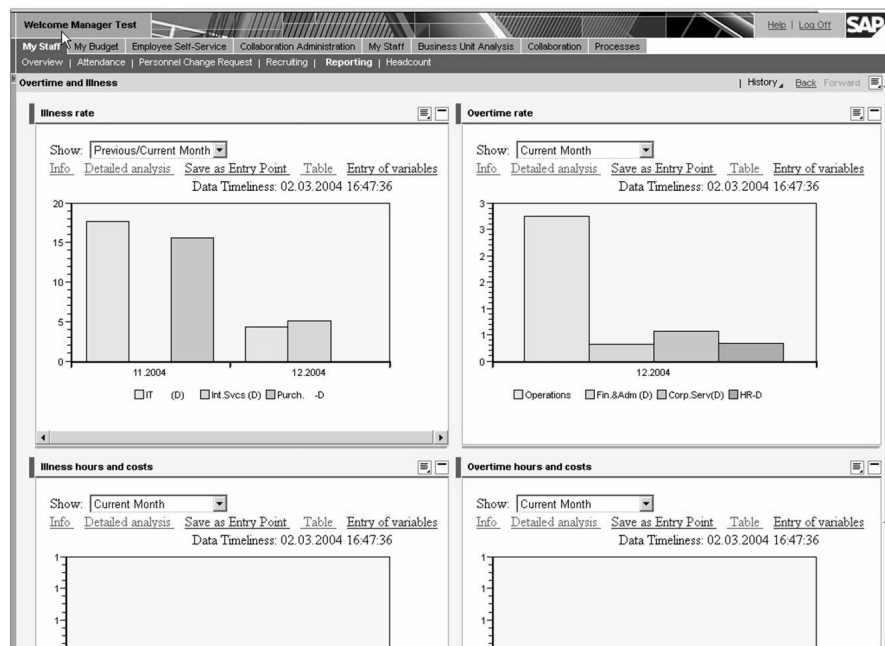 Welcome Manager Test
Help | Log Off SAP
My Staff My Budget Employee Self-Service Collaboration Administration My Staff Business Unit Analysis Collaboration Processes
Overview | Attendance | Personnel Change Request | Recruiting | Reporting | Headcount
Overtime and Illness | History Back Forward
Illness rate
Show: Previous/Current Month
Info Detailed analysis Save as Entry Point Table Entry of variables
Data Timeliness: 02.03.2004 16:47:36
20
15
10
5
0
11.2004 12.2004
IT (D) Int.Svcs (D) Purch. -D
Overtime rate
Show: Current Month
Info Detailed analysis Save as Entry Point Table Entry of variables
Data Timeliness: 02.03.2004 16:47:36
3
3
2
2
1
1
0
12.2004
Operations Fin.&Adm (D) Corp.Serv(D) HR-D
Illness hours and costs
Show: Current Month
Info Detailed analysis Save as Entry Point Table Entry of variables
Data Timeliness: 02.03.2004 16:47:36
1
1
1
1
Overtime hours and costs
Show: Current Month
Info Detailed analysis Save as Entry Point Table Entry of variables
Data Timeliness: 02.03.2004 16:47:36
1
1
1
1